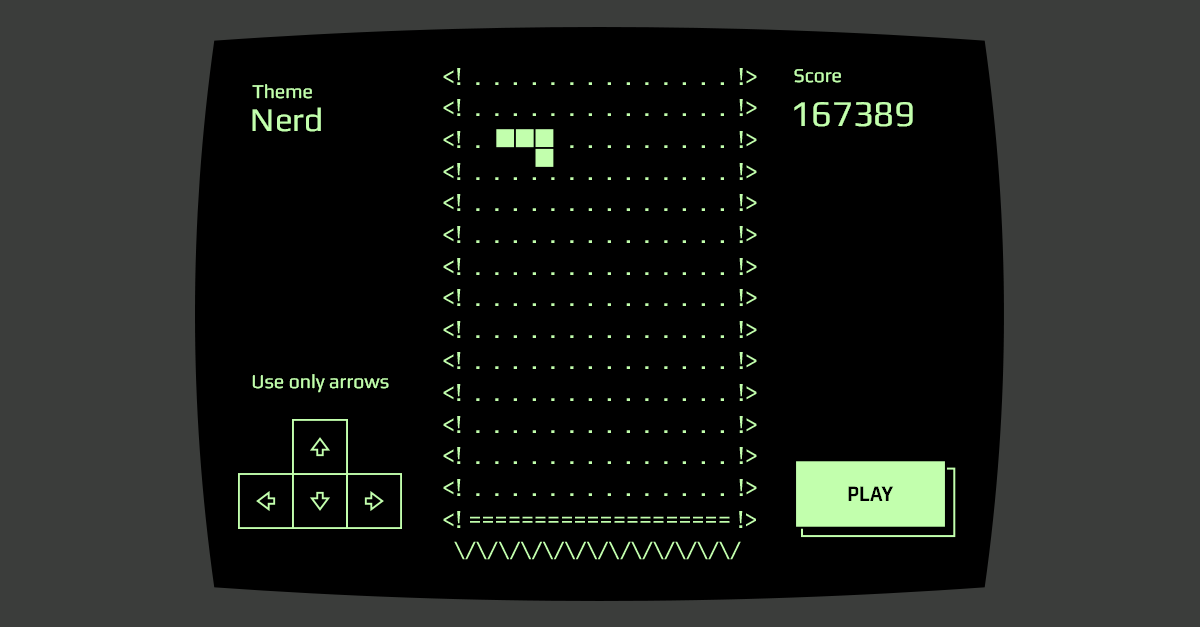 Theme
Nerd
Use only arrows
<! . . . . . . . . . . . . . . !>
<! . . . . . . . . . . . . . . !>
<! . . . . . . . . . . !>
<! . . . . . . . . . . . . . . !>
<! . . . . . . . . . . . . . . !>
<! . . . . . . . . . . . . . . !>
<! . . . . . . . . . . . . . . !>
<! . . . . . . . . . . . . . . !>
<! . . . . . . . . . . . . . . !>
<! . . . . . . . . . . . . . . !>
<! . . . . . . . . . . . . . . !>
<! . . . . . . . . . . . . . . !>
<! . . . . . . . . . . . . . . !>
<! . . . . . . . . . . . . . . !>
<! ==================== !>
\/\/\/\/\/\/\/\/\/\/\/\/\/
Score
167389
PLAY